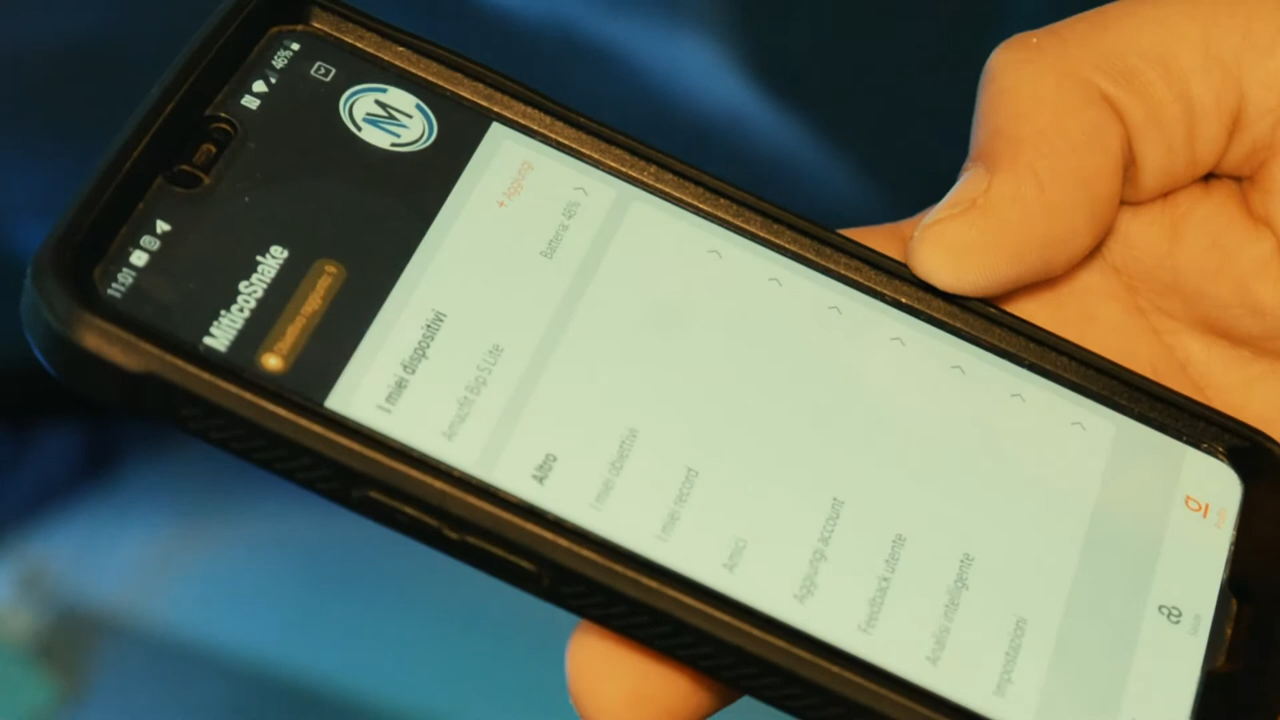 11:01
46%
M
MiticoSnake
I miei dispositivi
+ Aggiungi
Amazfit Bip S Lite
Batteria: 48%
Altro
I miei obiettivi
I miei record
Amici
Aggiungi account
Feedback utente
Analisi intelligente
Impostazioni